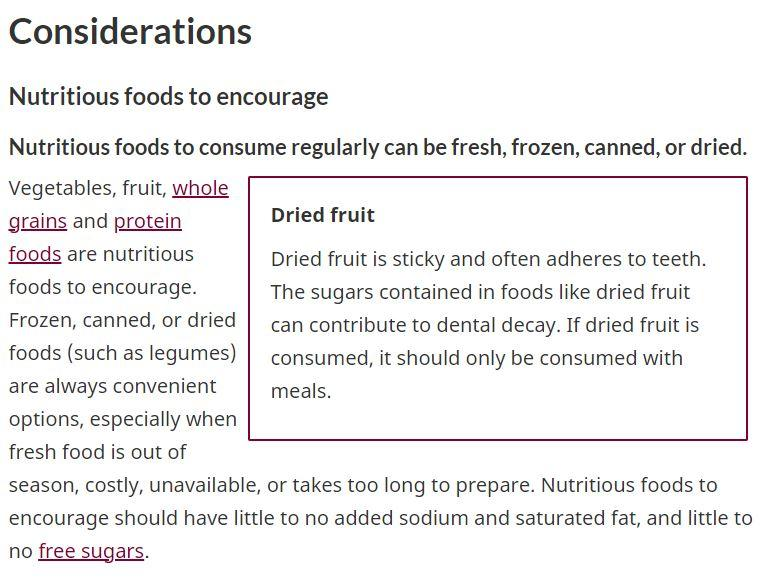 Considerations
Nutritious foods to encourage
Nutritious foods to consume regularly can be fresh, frozen, canned, or dried.
Vegetables, fruit, whole
grains and protein
foods are nutritious
foods to encourage.
Frozen, canned, or dried
foods (such as legumes)
are always convenient
options, especially when
fresh food is out of
season, costly, unavailable, or takes too long to prepare. Nutritious foods to
encourage should have little to no added sodium and saturated fat, and little to
no free sugars.
Dried fruit
Dried fruit is sticky and often adheres to teeth.
The sugars contained in foods like dried fruit
can contribute to dental decay. If dried fruit is
consumed, it should only be consumed with
meals.